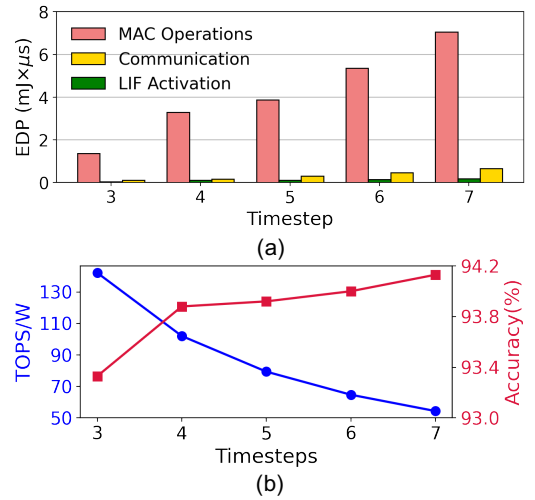 8
6
4
2
0
EDP (mJ×μs)
MAC Operations
Communication
LIF Activation
3 4 5 6 7
Timestep
(a)
130
110
90
70
50
TOPS/W
94.2
93.8
93.4
93.0
Accuracy(%)
3 4 5 6 7
Timesteps
(b)